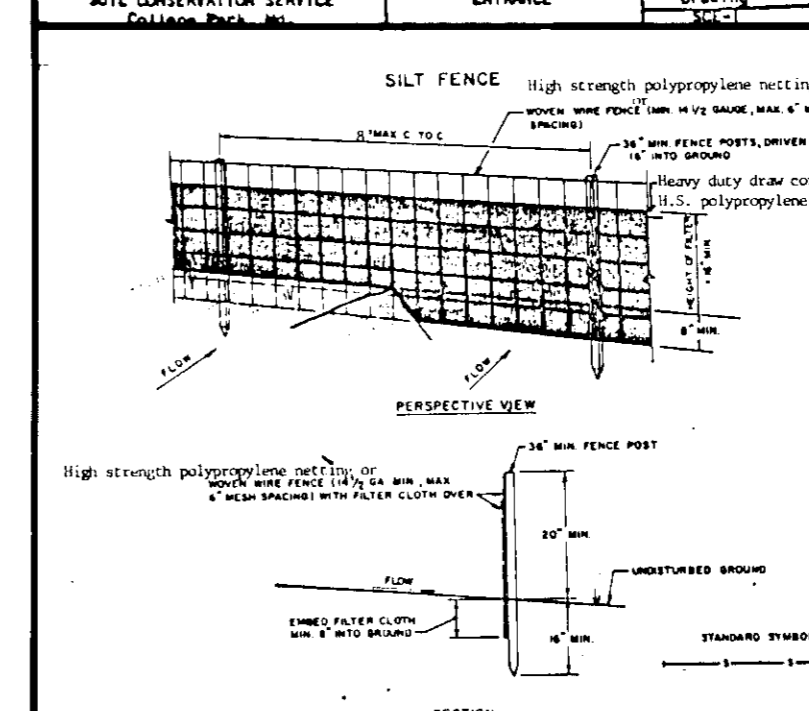 SOIL CONSERVATION SERVICE
College Park, Md.
ENTRANCE
SILT FENCE
High strength polypropylene nettin
or
WOVEN WIRE FENCE (MIN. 14 1/2 GAUGE, MAX. 6" M
SPACING)
8' MAX C TO C
36" MIN. FENCE POSTS, DRIVEN
16" INTO GROUND
Heavy duty draw co
H.S. polypropylene
HEIGHT OF FILTER
= 16" MIN.
8" MIN.
FLOW
FLOW
PERSPECTIVE VIEW
36" MIN. FENCE POST
High strength polypropylene netting or
WOVEN WIRE FENCE (14 1/2 GA MIN, MAX
6" MESH SPACING) WITH FILTER CLOTH OVER
20" MIN.
UNDISTURBED GROUND
FLOW
EMBED FILTER CLOTH
MIN. 8" INTO GROUND
16" MIN.
STANDARD SYMBO
S S
SECTION